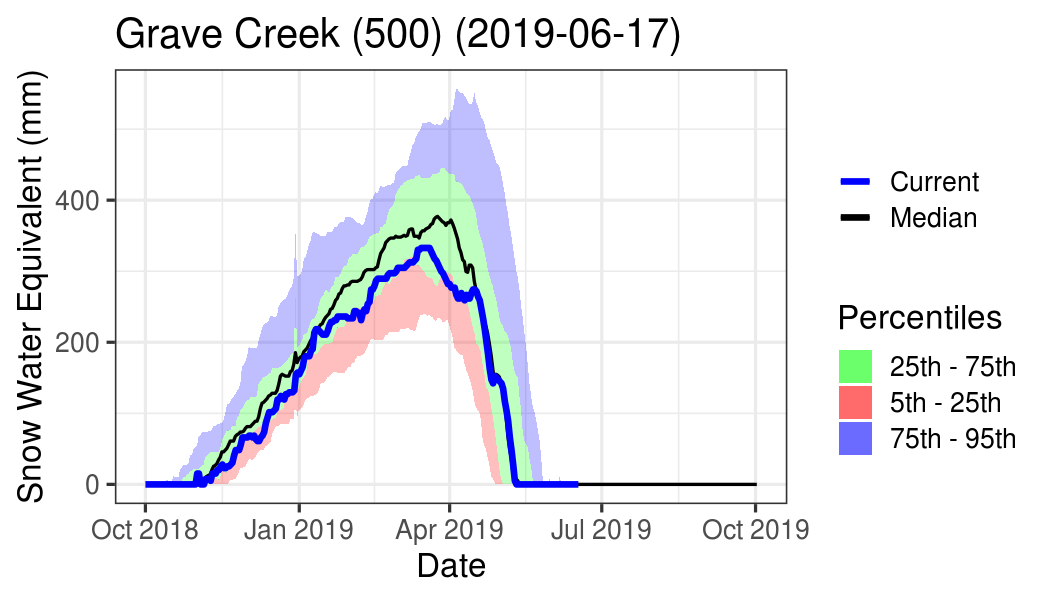 Grave Creek (500) (2019-06-17)
Snow Water Equivalent (mm)
400
200
0
Oct 2018
Jan 2019
Apr 2019
Jul 2019
Oct 2019
Date
Current
Median
Percentiles
25th - 75th
5th - 25th
75th - 95th